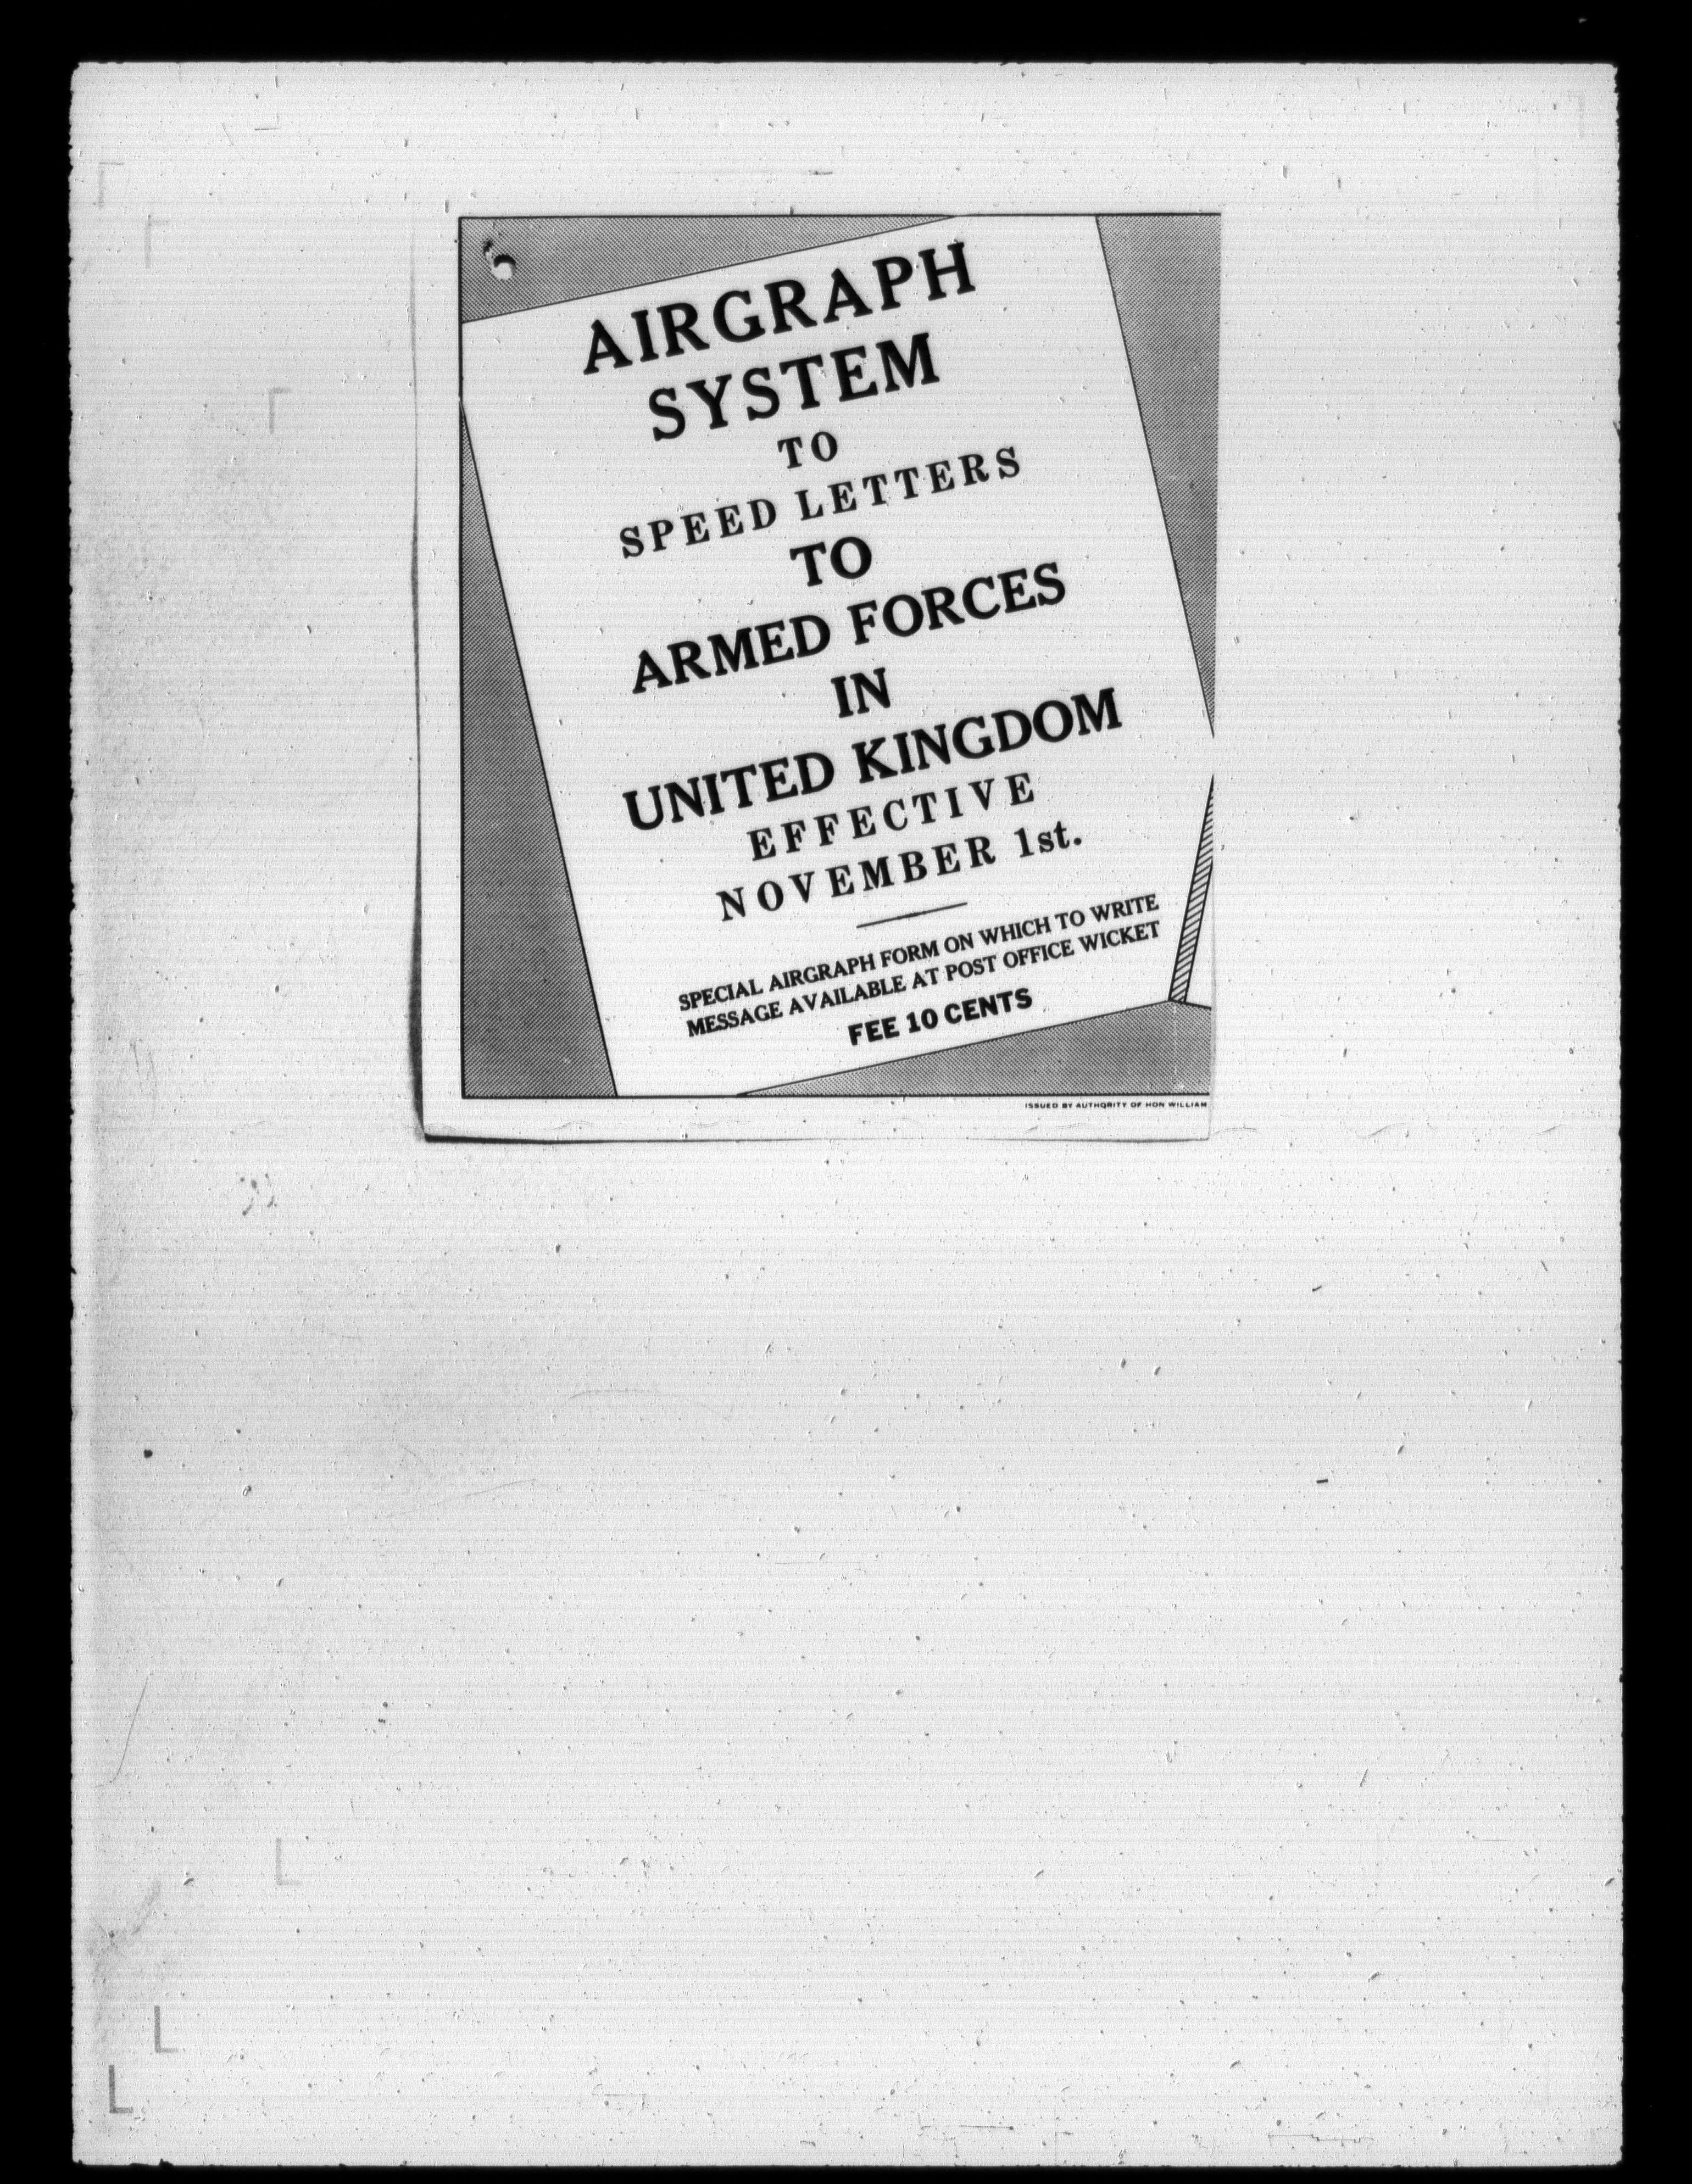 AIRGRAPH
SYSTEM
TO
SPEED LETTERS
TO
ARMED FORCES
IN
UNITED KINGDOM
EFFECTIVE
NOVEMBER 1st.
SPECIAL AIRGRAPH FORM ON WHICH TO WRITE
MESSAGE AVAILABLE AT POST OFFICE WICKET
FEE 10 CENTS
ISSUED BY AUTHORITY OF HON WILLIAM